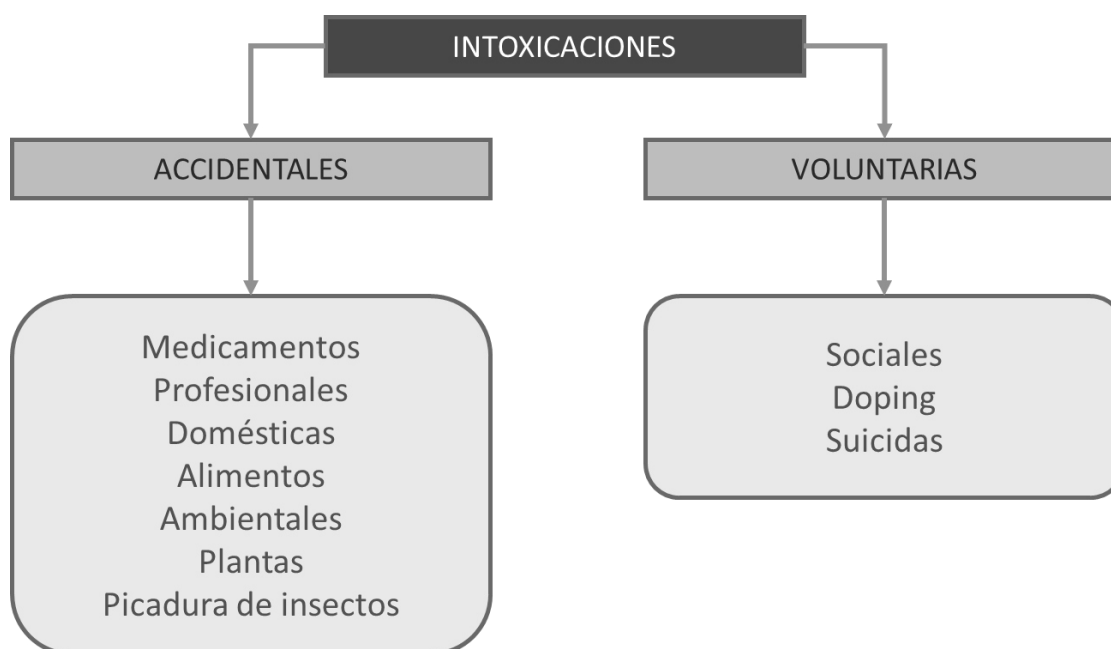 INTOXICACIONES
ACCIDENTALES
VOLUNTARIAS
Medicamentos
Profesionales
Domésticas
Alimentos
Ambientales
Plantas
Picadura de insectos
Sociales
Doping
Suicidas